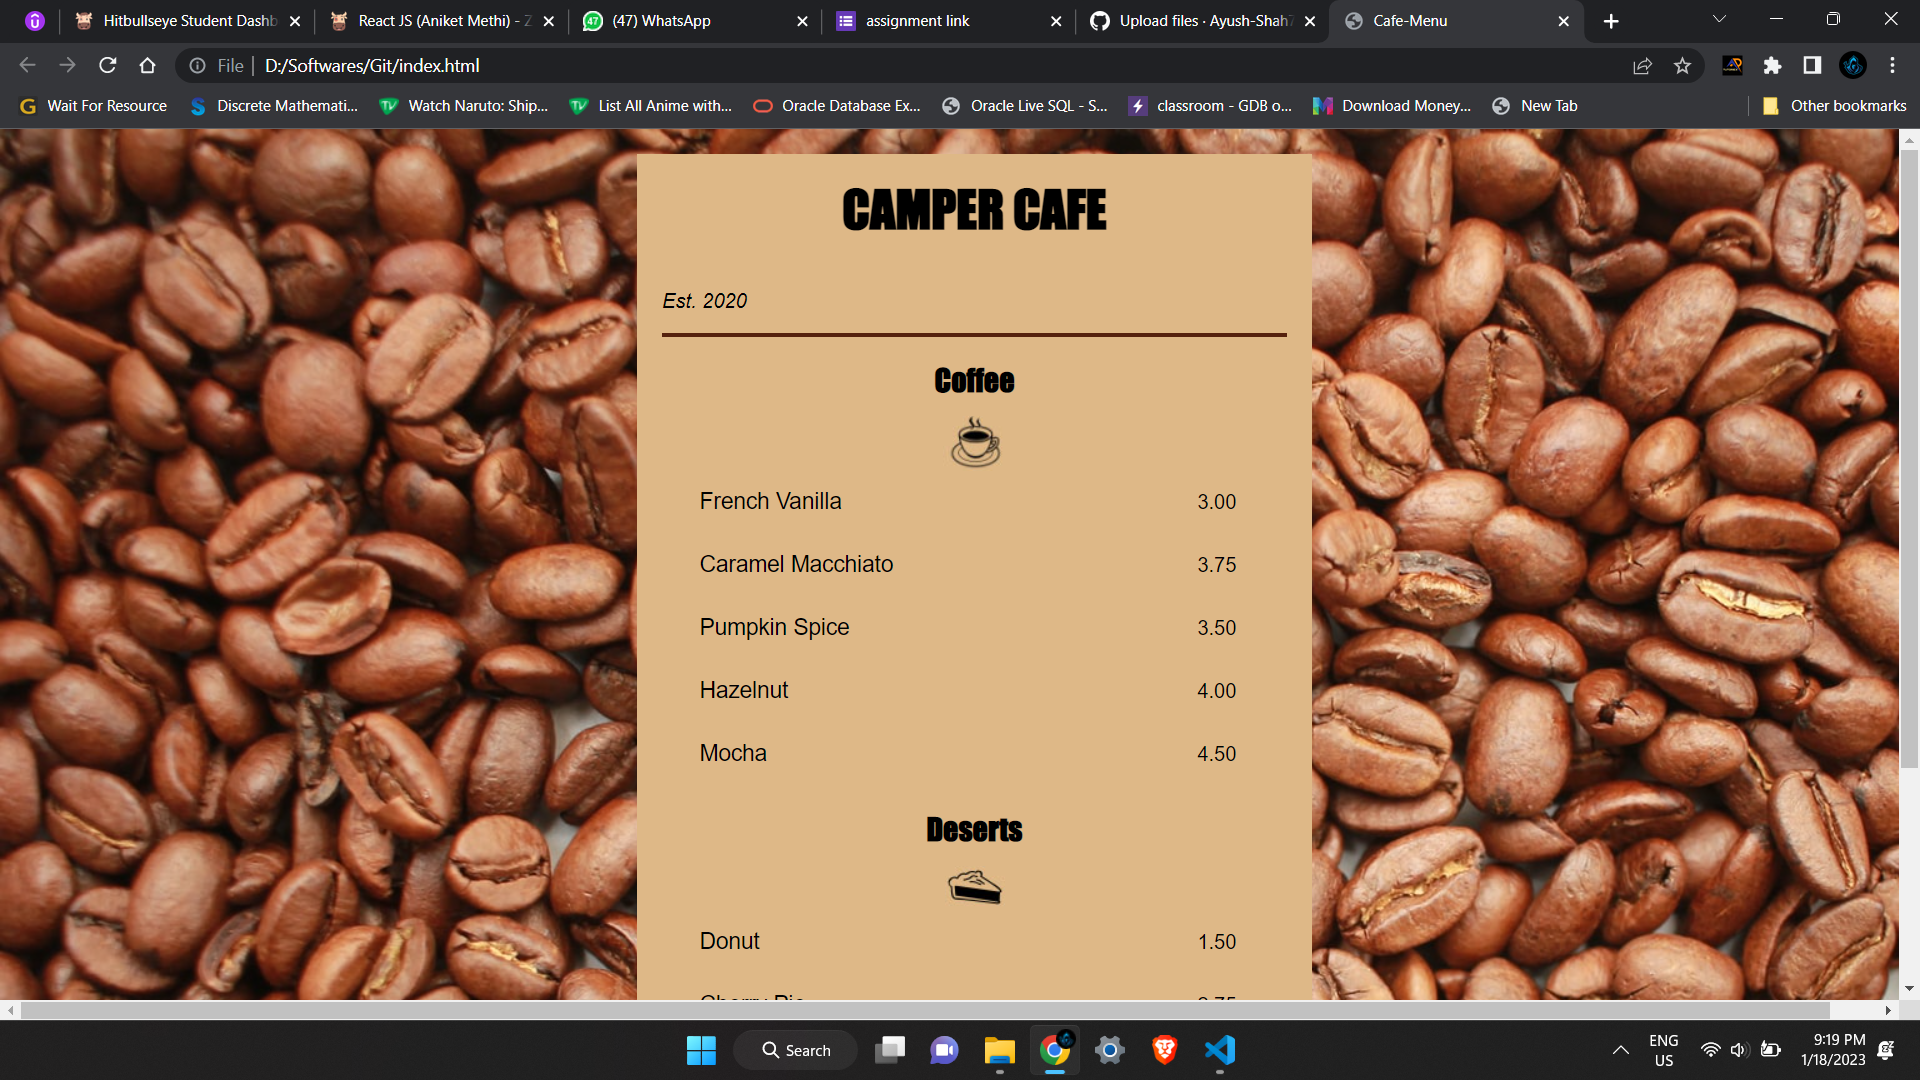 Hitbullseye Student Dashb
React JS (Aniket Methi) - Z
47
(47) WhatsApp
assignment link
Upload files · Ayush-Shah7
Cafe-Menu
File
D:/Softwares/Git/index.html
Wait For Resource
Discrete Mathemati...
Watch Naruto: Ship...
List All Anime with...
Oracle Database Ex...
Oracle Live SQL - S...
classroom - GDB o...
Download Money...
New Tab
Other bookmarks
CAMPER CAFE
Est. 2020
Coffee
French Vanilla 3.00
Caramel Macchiato 3.75
Pumpkin Spice 3.50
Hazelnut 4.00
Mocha 4.50
Deserts
Donut 1.50
Search
ENG
US
9:19 PM
1/18/2023